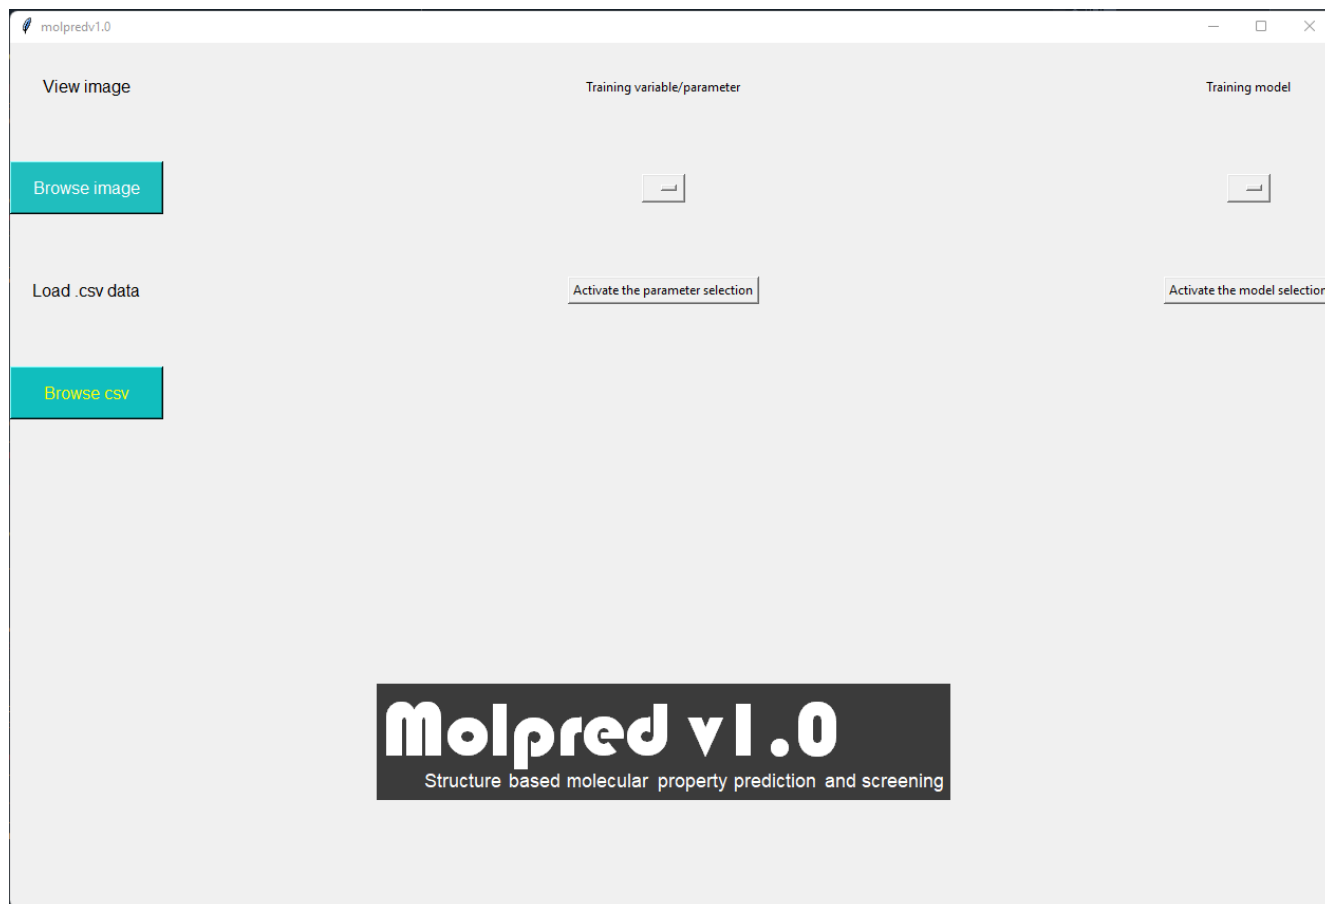 molpredv1.0
View image
Training variable/parameter
Training model
Browse image
Load .csv data
Activate the parameter selection
Activate the model selection
Browse csv
Molpred v1.0
Structure based molecular property prediction and screening